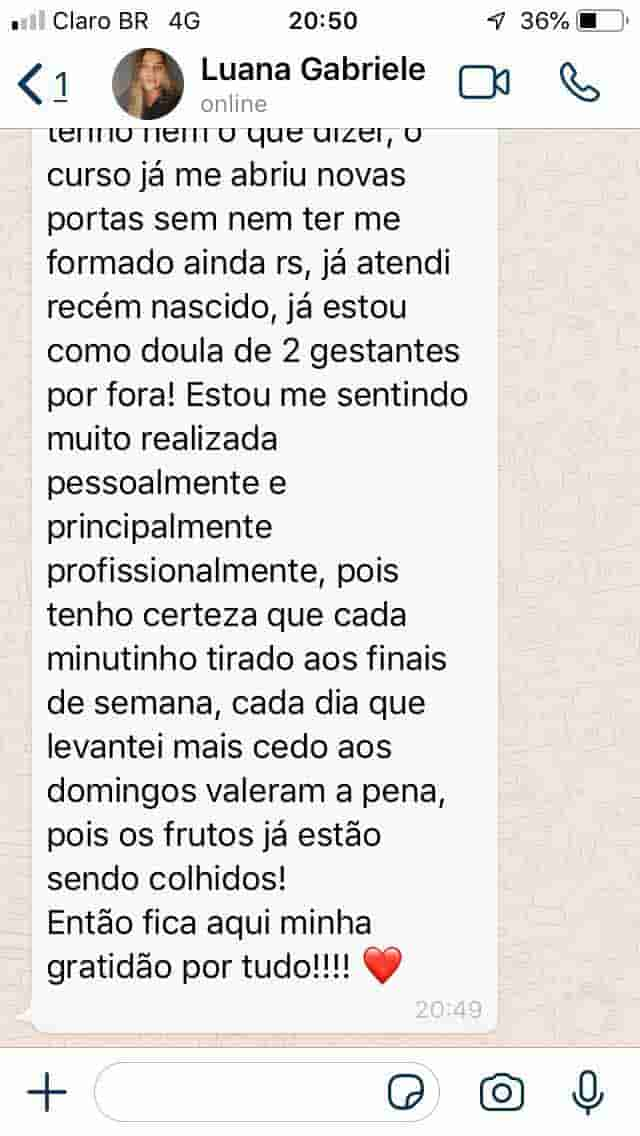 Claro BR 4G 20:50 36%
1 Luana Gabriele
online
tenho nem o que dizer, o
curso já me abriu novas
portas sem nem ter me
formado ainda rs, já atendi
recém nascido, já estou
como doula de 2 gestantes
por fora! Estou me sentindo
muito realizada
pessoalmente e
principalmente
profissionalmente, pois
tenho certeza que cada
minutinho tirado aos finais
de semana, cada dia que
levantei mais cedo aos
domingos valeram a pena,
pois os frutos já estão
sendo colhidos!
Então fica aqui minha
gratidão por tudo!!!! ❤️
20:49